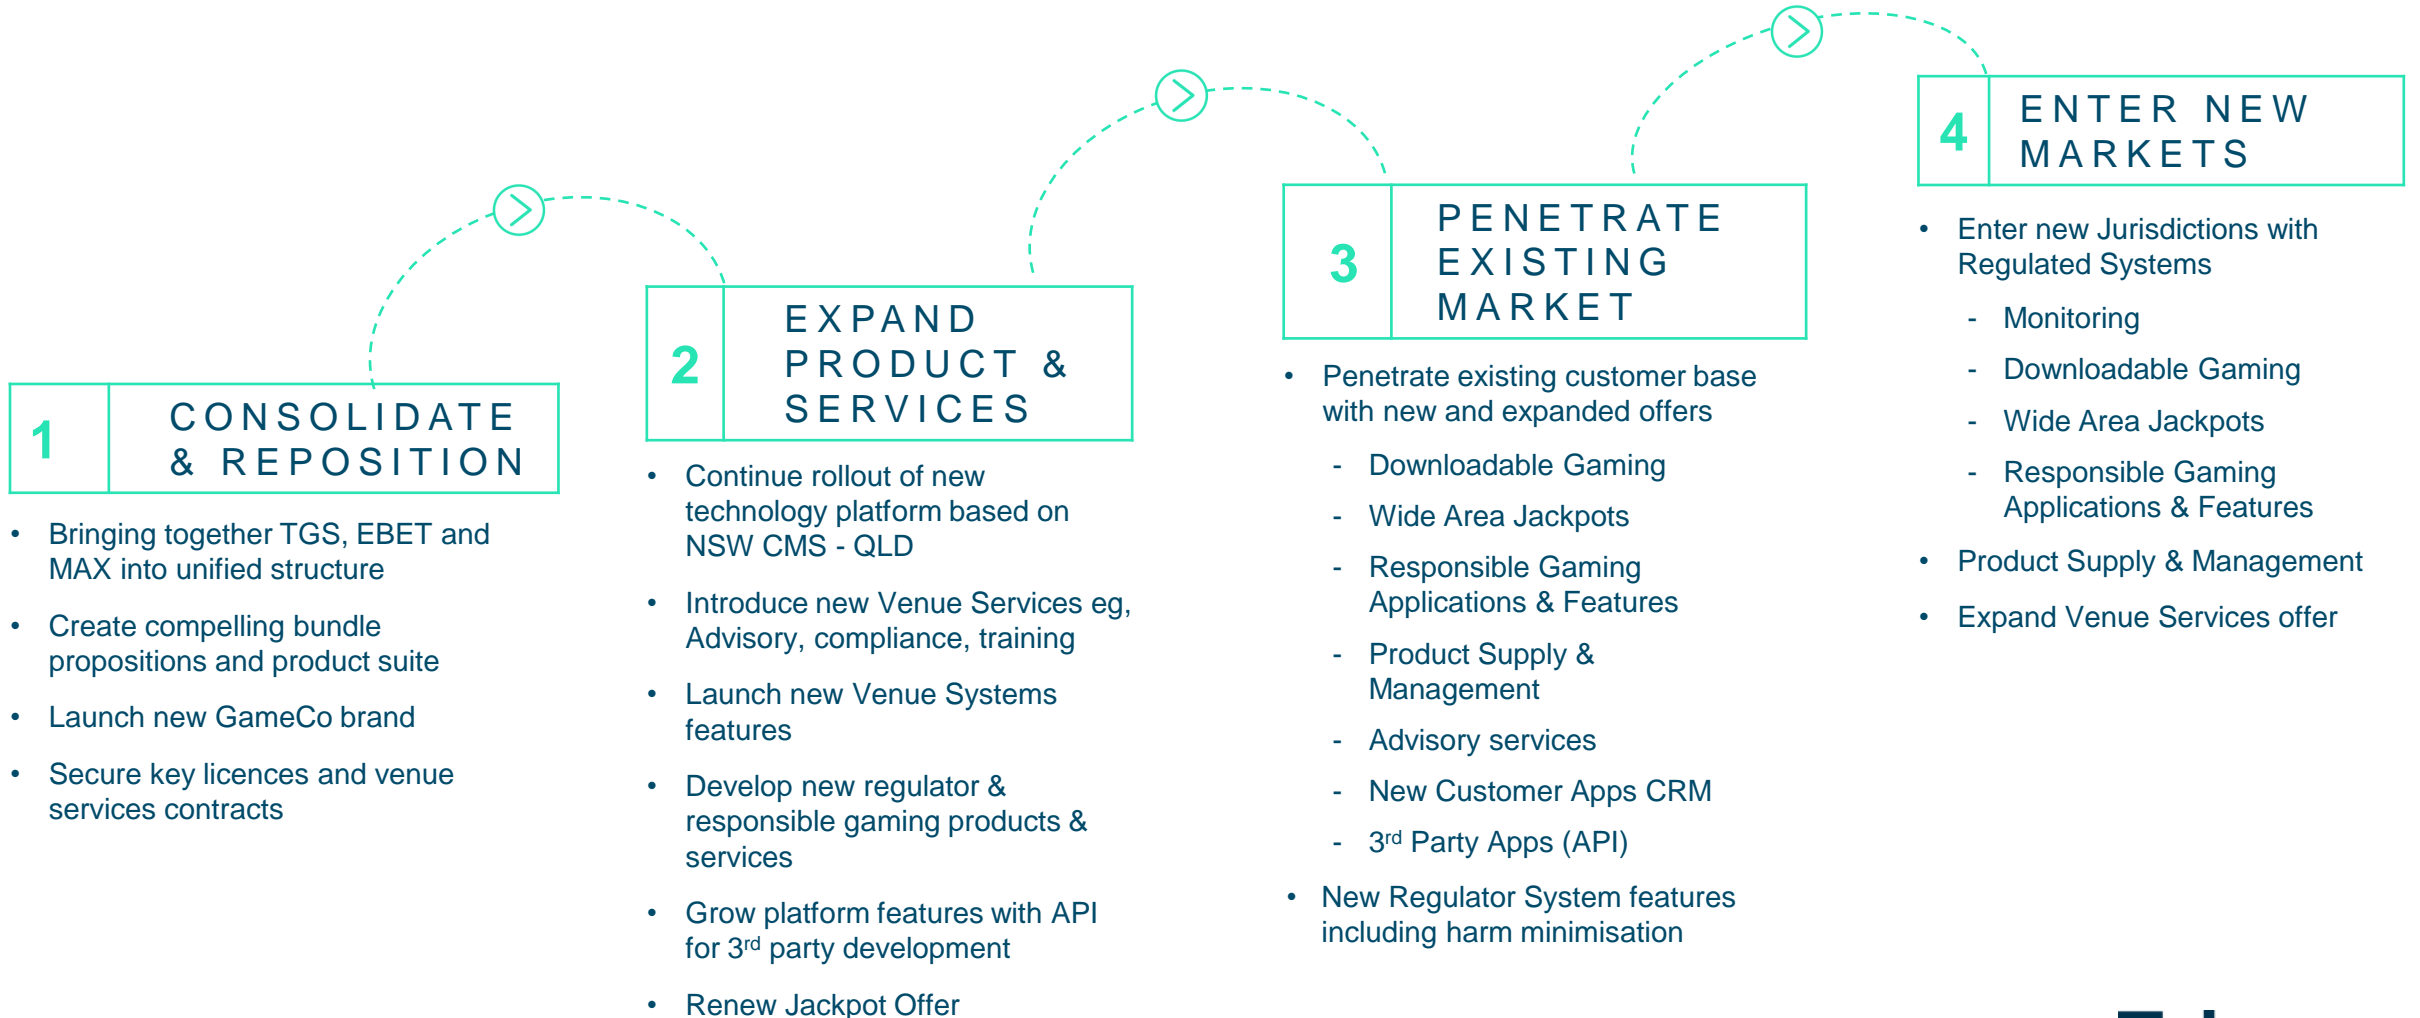 1
CONSOLIDATE
& REPOSITION
• Bringing together TGS, EBET and
MAX into unified structure
• Create compelling bundle
propositions and product suite
• Launch new GameCo brand
• Secure key licences and venue
services contracts
2
EXPAND
PRODUCT &
SERVICES
• Continue rollout of new
technology platform based on
NSW CMS - QLD
• Introduce new Venue Services eg,
Advisory, compliance, training
• Launch new Venue Systems
features
• Develop new regulator &
responsible gaming products &
services
• Grow platform features with API
for 3rd party development
• Renew Jackpot Offer
3
PENETRATE
EXISTING
MARKET
• Penetrate existing customer base
with new and expanded offers
- Downloadable Gaming
- Wide Area Jackpots
- Responsible Gaming
Applications & Features
- Product Supply &
Management
- Advisory services
- New Customer Apps CRM
- 3rd Party Apps (API)
• New Regulator System features
including harm minimisation
4
ENTER NEW
MARKETS
• Enter new Jurisdictions with
Regulated Systems
- Monitoring
- Downloadable Gaming
- Wide Area Jackpots
- Responsible Gaming
Applications & Features
• Product Supply & Management
• Expand Venue Services offer